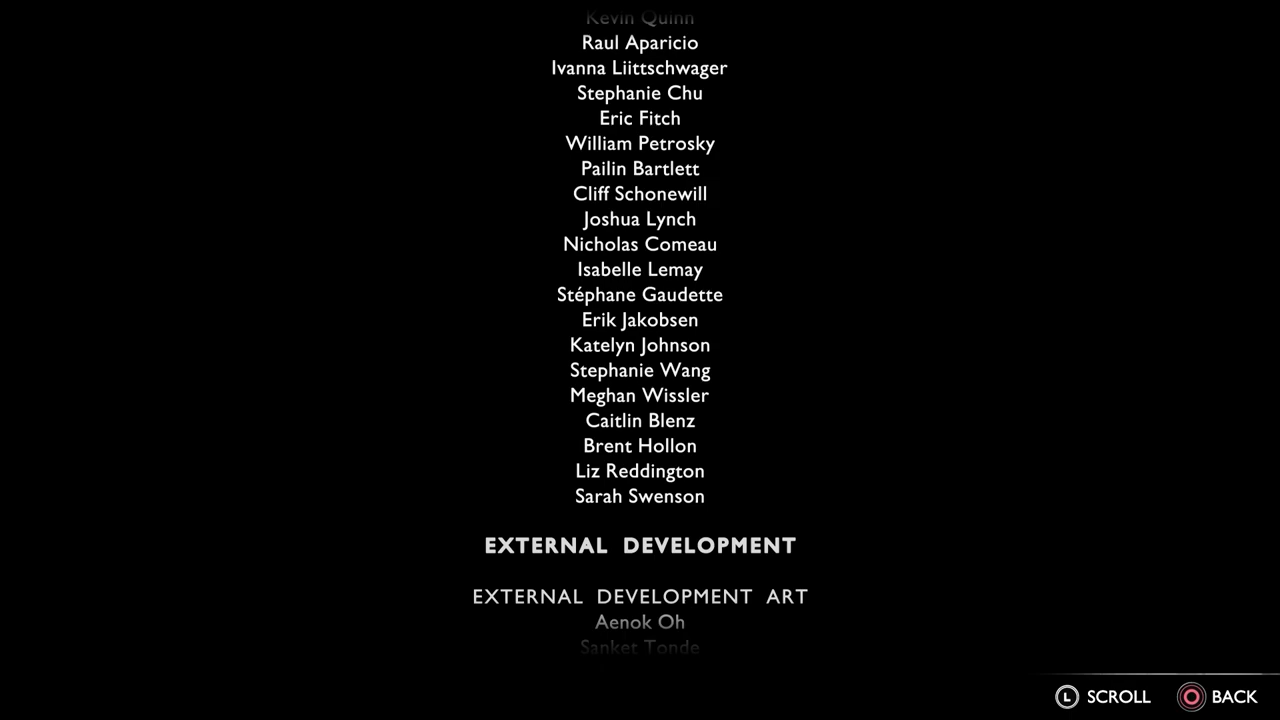 Kevin Quinn
Raul Aparicio
Ivanna Liittschwager
Stephanie Chu
Eric Fitch
William Petrosky
Pailin Bartlett
Cliff Schonewill
Joshua Lynch
Nicholas Comeau
Isabelle Lemay
Stéphane Gaudette
Erik Jakobsen
Katelyn Johnson
Stephanie Wang
Meghan Wissler
Caitlin Blenz
Brent Hollon
Liz Reddington
Sarah Swenson
EXTERNAL DEVELOPMENT
EXTERNAL DEVELOPMENT ART
Aenok Oh
Sanket Tonde
L SCROLL BACK